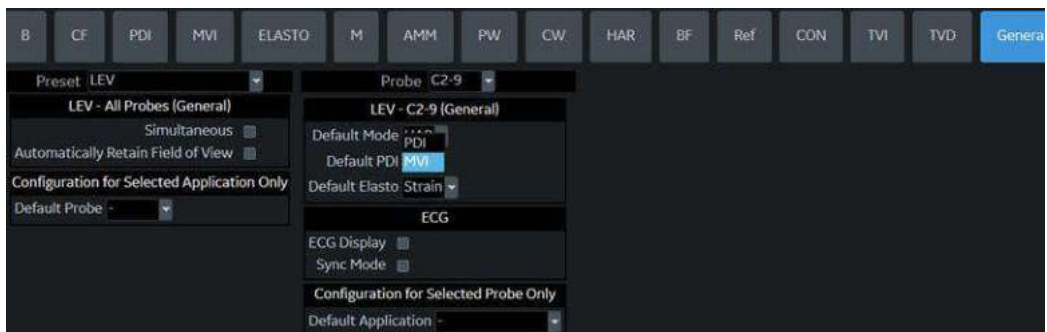 B CF PDI MVI ELASTO M AMM PW CW HAR BF Ref CON TVI TVD Genera
Preset LEV
LEV - All Probes (General)
Simultaneous
Automatically Retain Field of View
Configuration for Selected Application Only
Default Probe -
Probe C2-9
LEV - C2-9 (General)
Default Mode
PDI
Default PDI MVI
Default Elasto Strain
ECG
ECG Display
Sync Mode
Configuration for Selected Probe Only
Default Application -